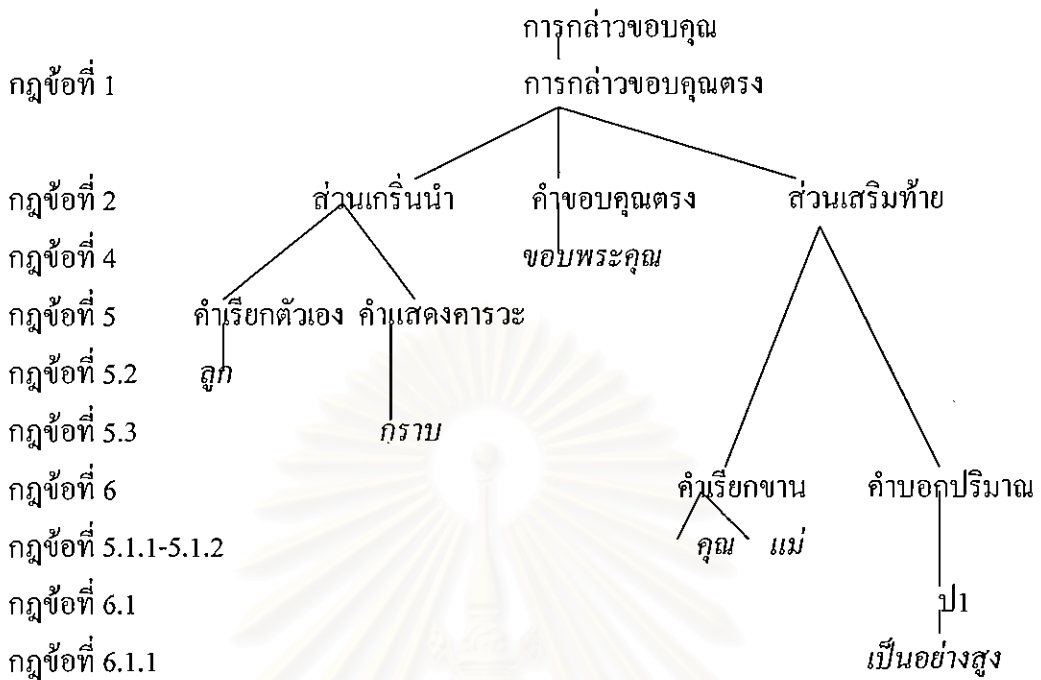 การกล่าวขอบคุณ
กฎข้อที่ 1 การกล่าวขอบคุณตรง
กฎข้อที่ 2 ส่วนเกริ่นนำ คำขอบคุณตรง ส่วนเสริมท้าย
กฎข้อที่ 4 ขอบพระคุณ
กฎข้อที่ 5 คำเรียกตัวเอง คำแสดงคารวะ
กฎข้อที่ 5.2 ลูก
กฎข้อที่ 5.3 กราบ
กฎข้อที่ 6 คำเรียกขาน คำบอกปริมาณ
กฎข้อที่ 5.1.1-5.1.2 คุณ แม่
กฎข้อที่ 6.1 ป1
กฎข้อที่ 6.1.1 เป็นอย่างสูง